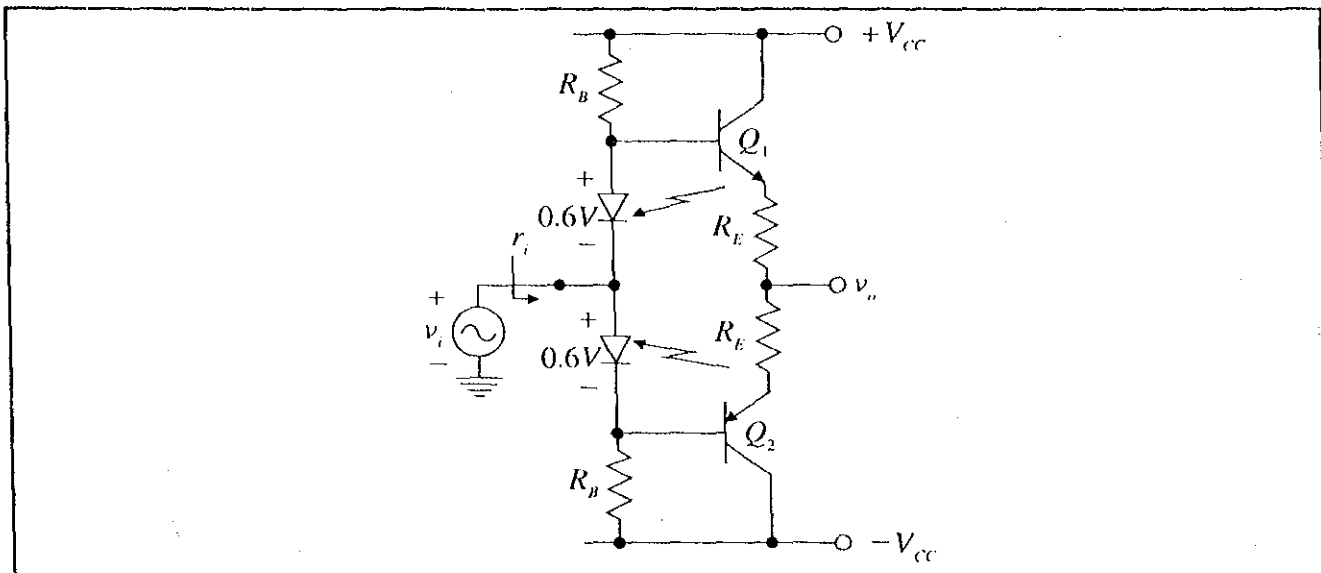 +V_CC
R_B
Q_1
+
0.6V
−
R_E
r_i
v_o
+
v_i
−
+
0.6V
−
R_E
Q_2
R_B
−V_CC